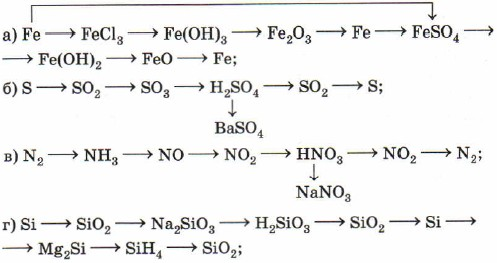 а) Fe ⟶ FeCl₃ ⟶ Fe(OH)₃ ⟶ Fe₂O₃ ⟶ Fe ⟶ FeSO₄ ⟶
⟶ Fe(OH)₂ ⟶ FeO ⟶ Fe;
б) S ⟶ SO₂ ⟶ SO₃ ⟶ H₂SO₄ ⟶ SO₂ ⟶ S;
↓
BaSO₄
в) N₂ ⟶ NH₃ ⟶ NO ⟶ NO₂ ⟶ HNO₃ ⟶ NO₂ ⟶ N₂;
↓
NaNO₃
г) Si ⟶ SiO₂ ⟶ Na₂SiO₃ ⟶ H₂SiO₃ ⟶ SiO₂ ⟶ Si ⟶
⟶ Mg₂Si ⟶ SiH₄ ⟶ SiO₂;